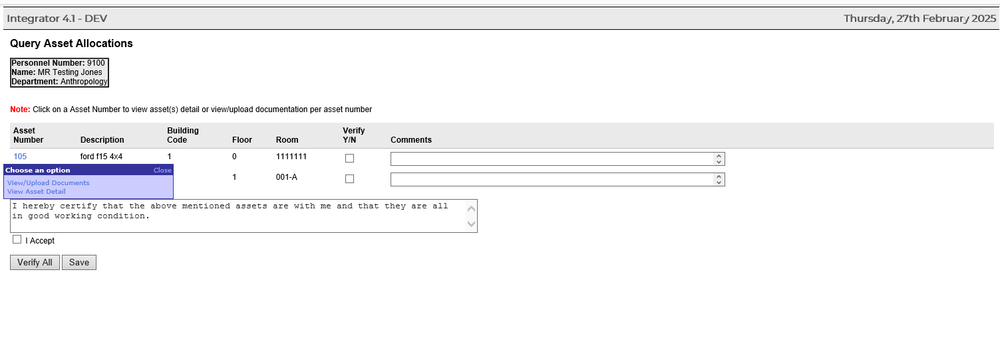 Integrator 4.1 - DEV Thursday, 27th February 2025
Query Asset Allocations
Personnel Number: 9100
Name: MR Testing Jones
Department: Anthropology
Note: Click on a Asset Number to view asset(s) detail or view/upload documentation per asset number
Asset Number Description Building Code Floor Room Verify Y/N Comments
105 ford f15 4x4 1 0 1111111
Choose an option Close
1 001-A
View/Upload Documents
View Asset Detail
I hereby certify that the above mentioned assets are with me and that they are all
in good working condition.
I Accept
Verify All Save